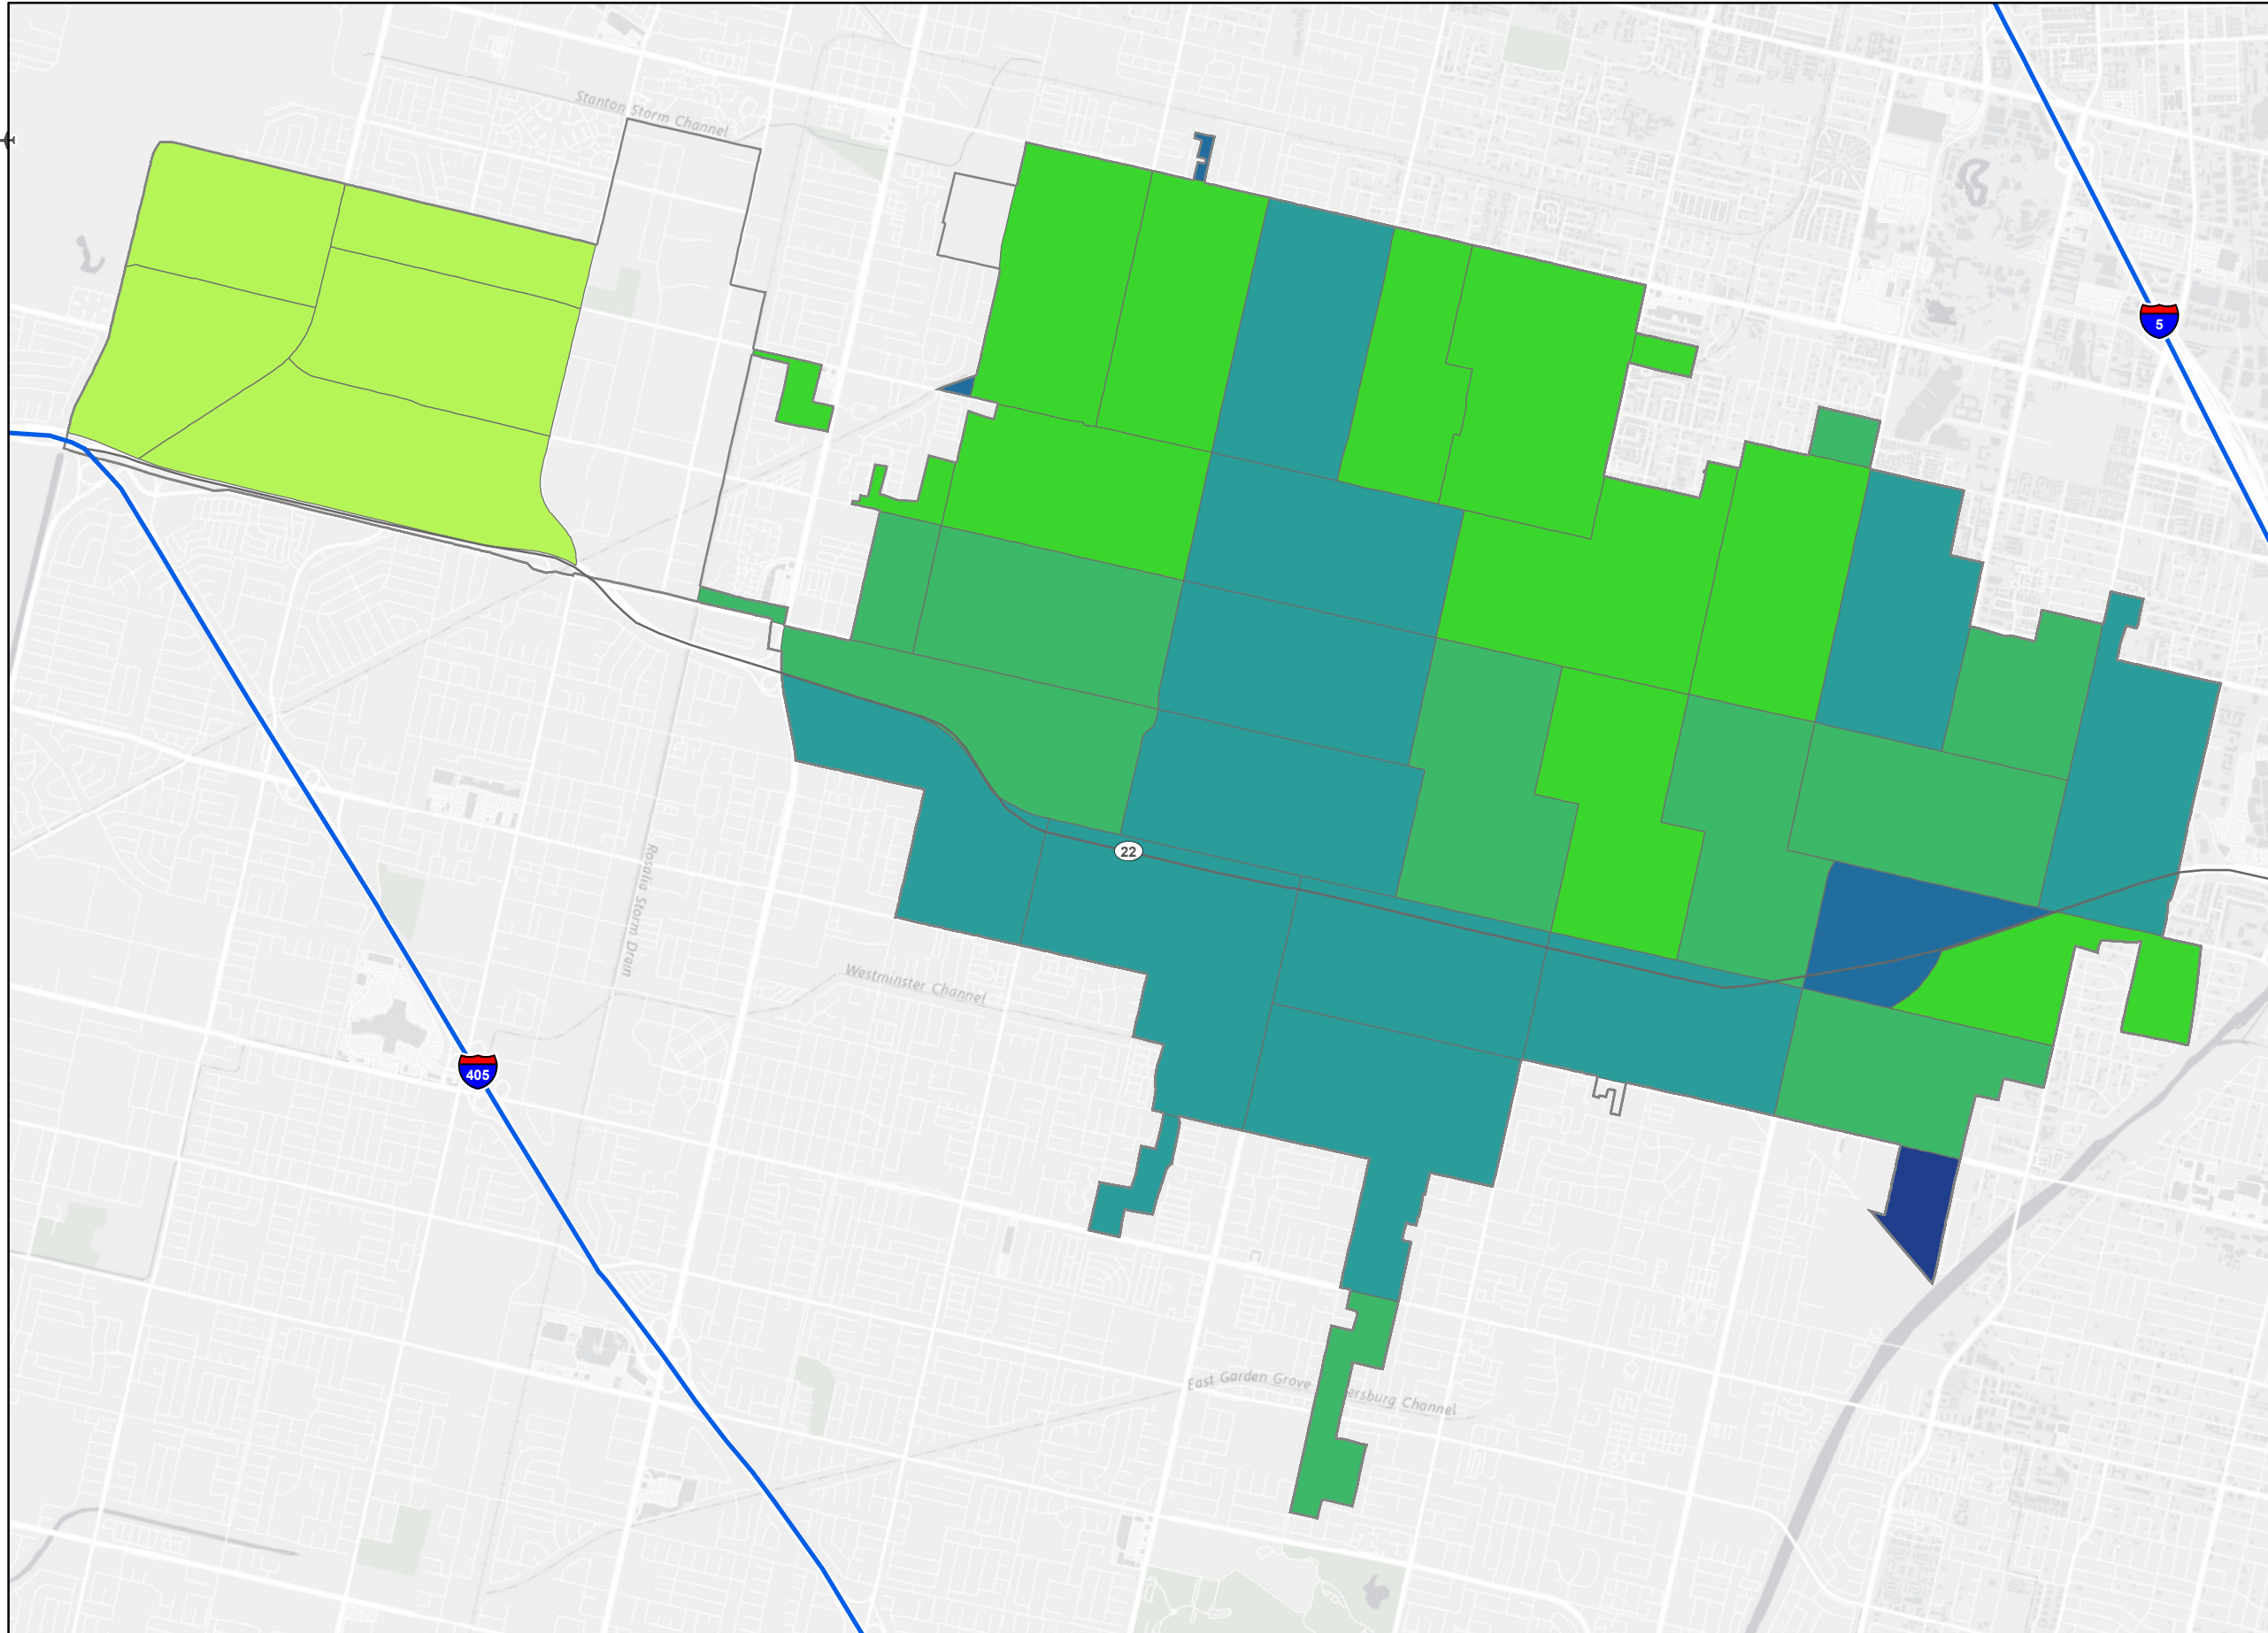 Stanton Storm Channel
5
22
Rosalia Storm Drain
Westminster Channel
405
East Garden Grove
ersburg Channel